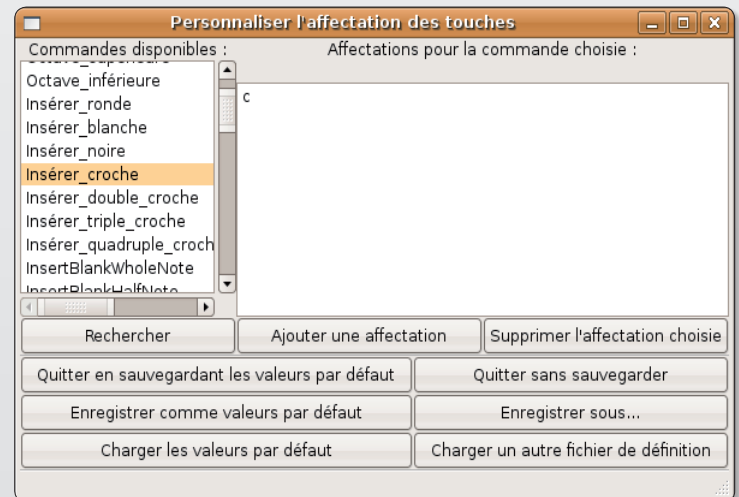 Personnaliser l'affectation des touches
Commandes disponibles :
Affectations pour la commande choisie :
Octave_supérieure
Octave_inférieure
Insérer_ronde
Insérer_blanche
Insérer_noire
Insérer_croche
Insérer_double_croche
Insérer_triple_croche
Insérer_quadruple_croch
InsertBlankWholeNote
InsertBlankHalfNote
c
Rechercher
Ajouter une affectation
Supprimer l'affectation choisie
Quitter en sauvegardant les valeurs par défaut
Quitter sans sauvegarder
Enregistrer comme valeurs par défaut
Enregistrer sous...
Charger les valeurs par défaut
Charger un autre fichier de définition